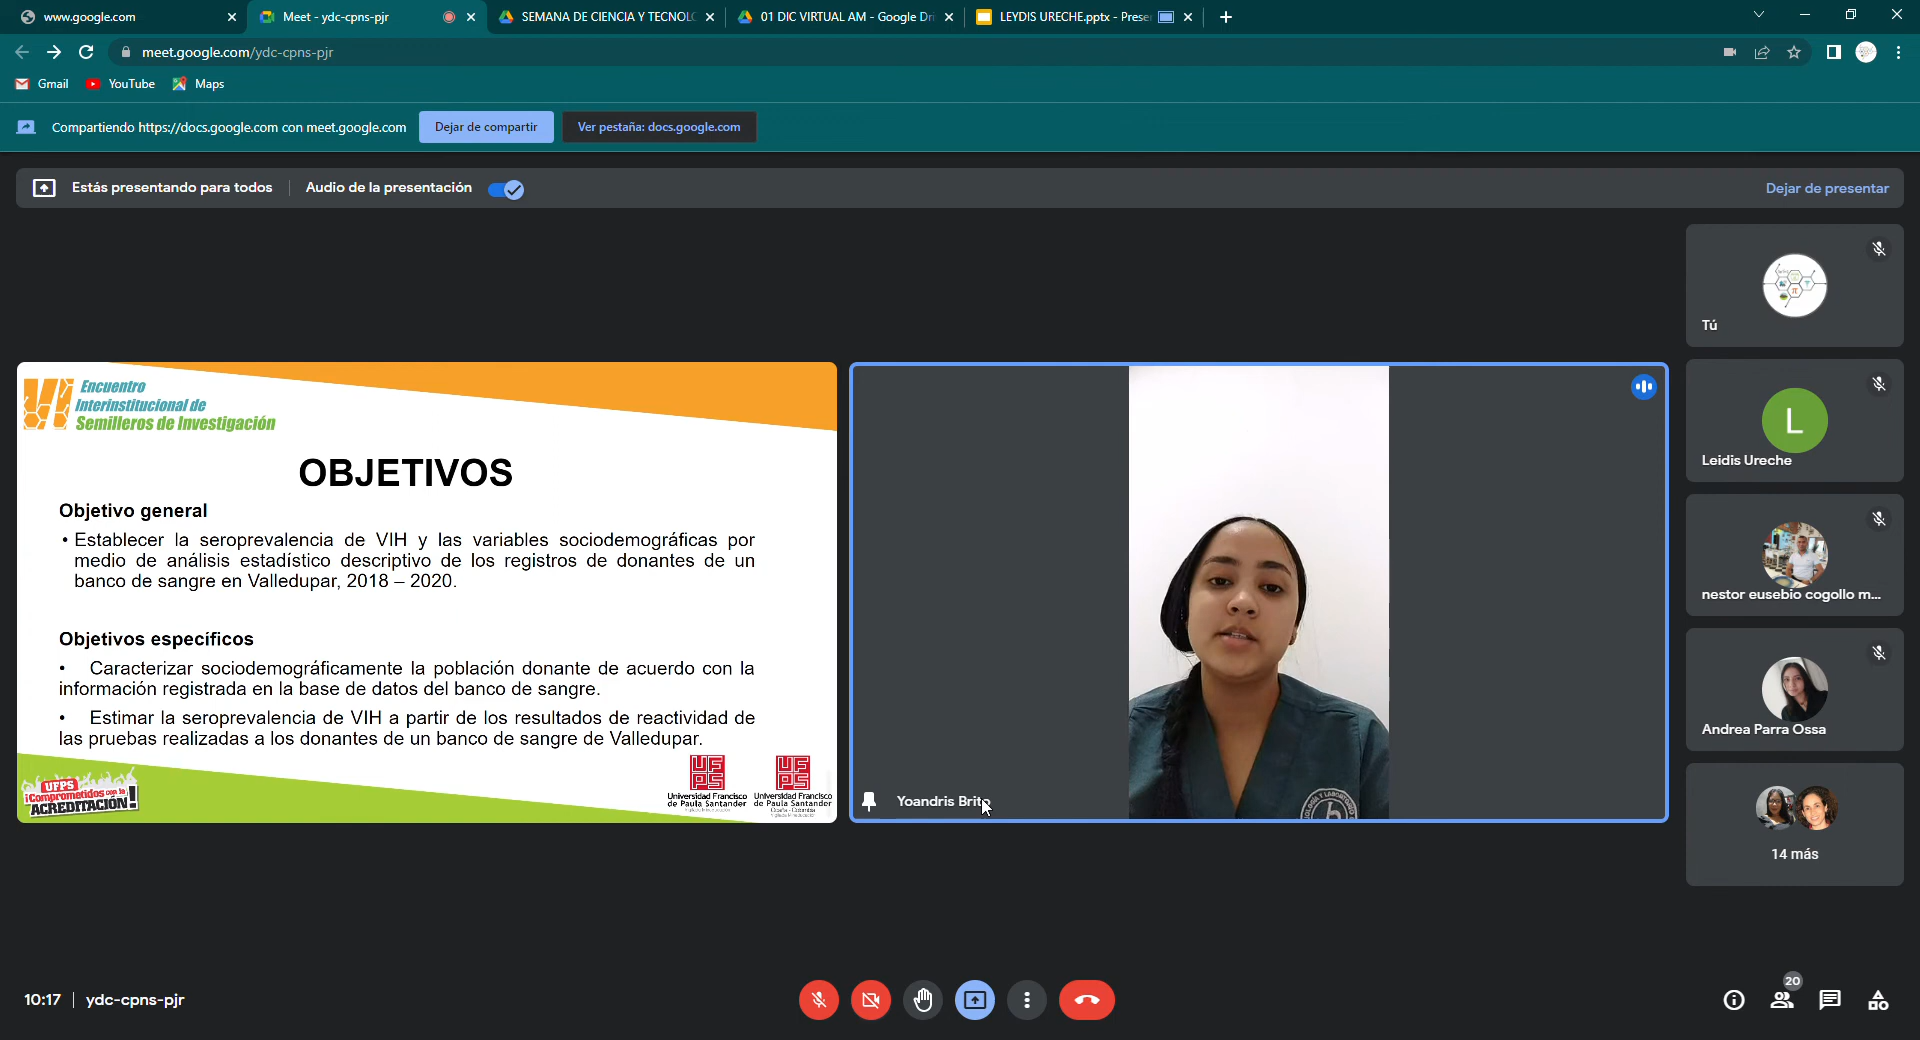 www.google.com
Meet - ydc-cpns-pjr
SEMANA DE CIENCIA Y TECNOL
01 DIC VIRTUAL AM - Google Dri
LEYDIS URECHE.pptx - Prese
meet.google.com/ydc-cpns-pjr
Gmail
YouTube
Maps
Compartiendo https://docs.google.com con meet.google.com
Dejar de compartir
Ver pestaña: docs.google.com
Estás presentando para todos
Audio de la presentación
Dejar de presentar
VI Encuentro
Interinstitucional de
Semilleros de Investigación
OBJETIVOS
Objetivo general
• Establecer la seroprevalencia de VIH y las variables sociodemográficas por
medio de análisis estadístico descriptivo de los registros de donantes de un
banco de sangre en Valledupar, 2018 – 2020.
Objetivos específicos
• Caracterizar sociodemográficamente la población donante de acuerdo con la
información registrada en la base de datos del banco de sangre.
• Estimar la seroprevalencia de VIH a partir de los resultados de reactividad de
las pruebas realizadas a los donantes de un banco de sangre de Valledupar.
UFPS
¡Comprometidos con la
ACREDITACIÓN!
UFPS
Universidad Francisco
de Paula Santander
UFPS
Universidad Francisco
de Paula Santander
Ocaña - Colombia
Yoandris Brito
Tú
L
Leidis Ureche
nestor eusebio cogollo m...
Andrea Parra Ossa
14 más
10:17
ydc-cpns-pjr
20